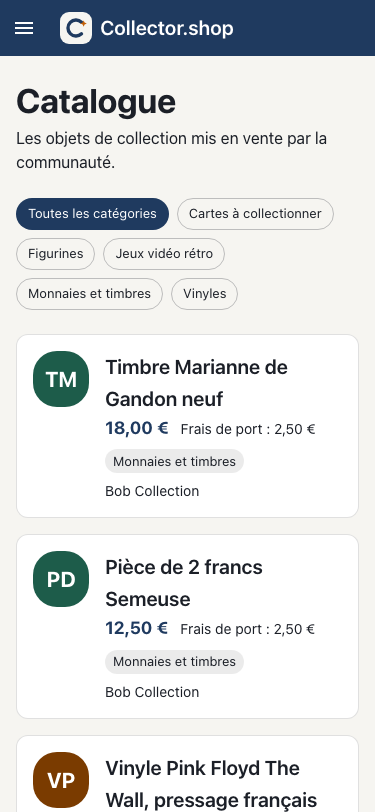 Collector.shop
Catalogue
Les objets de collection mis en vente par la
communauté.
Toutes les catégories
Cartes à collectionner
Figurines
Jeux vidéo rétro
Monnaies et timbres
Vinyles
TM
Timbre Marianne de
Gandon neuf
18,00 € Frais de port : 2,50 €
Monnaies et timbres
Bob Collection
PD
Pièce de 2 francs
Semeuse
12,50 € Frais de port : 2,50 €
Monnaies et timbres
Bob Collection
VP
Vinyle Pink Floyd The
Wall, pressage français